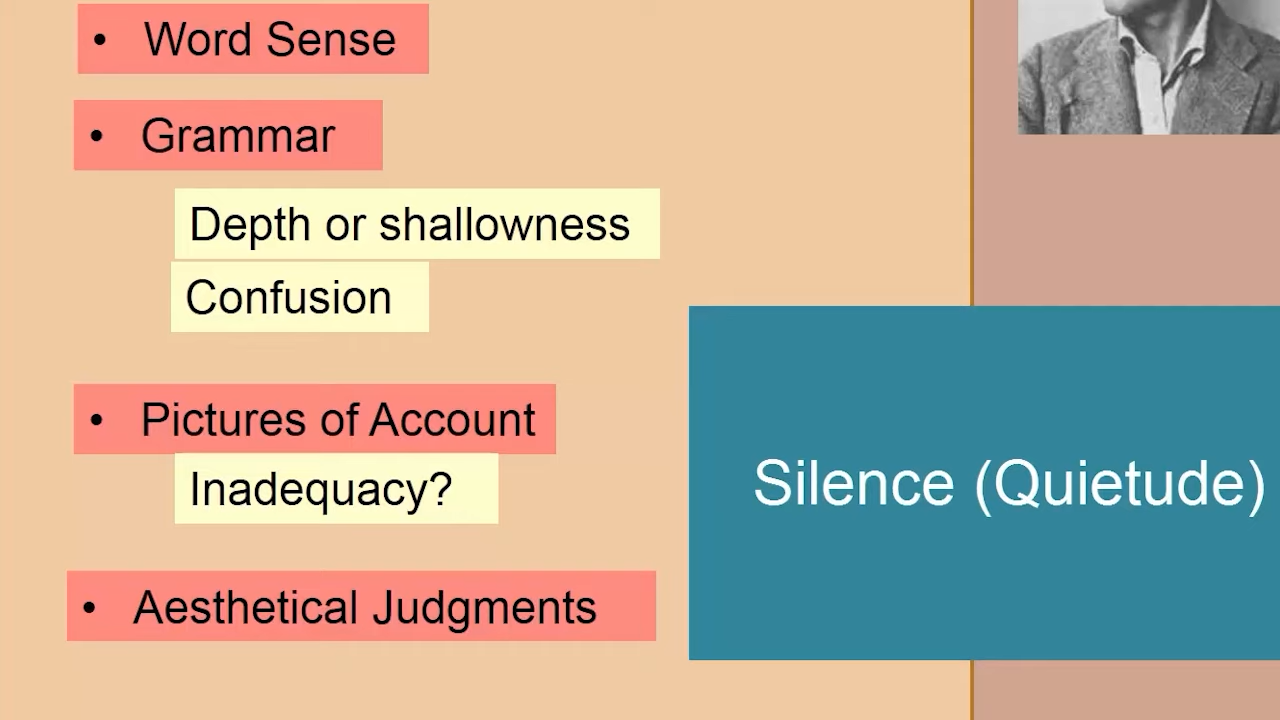 • Word Sense
• Grammar
Depth or shallowness
Confusion
• Pictures of Account
Inadequacy?
• Aesthetical Judgments
Silence (Quietude)